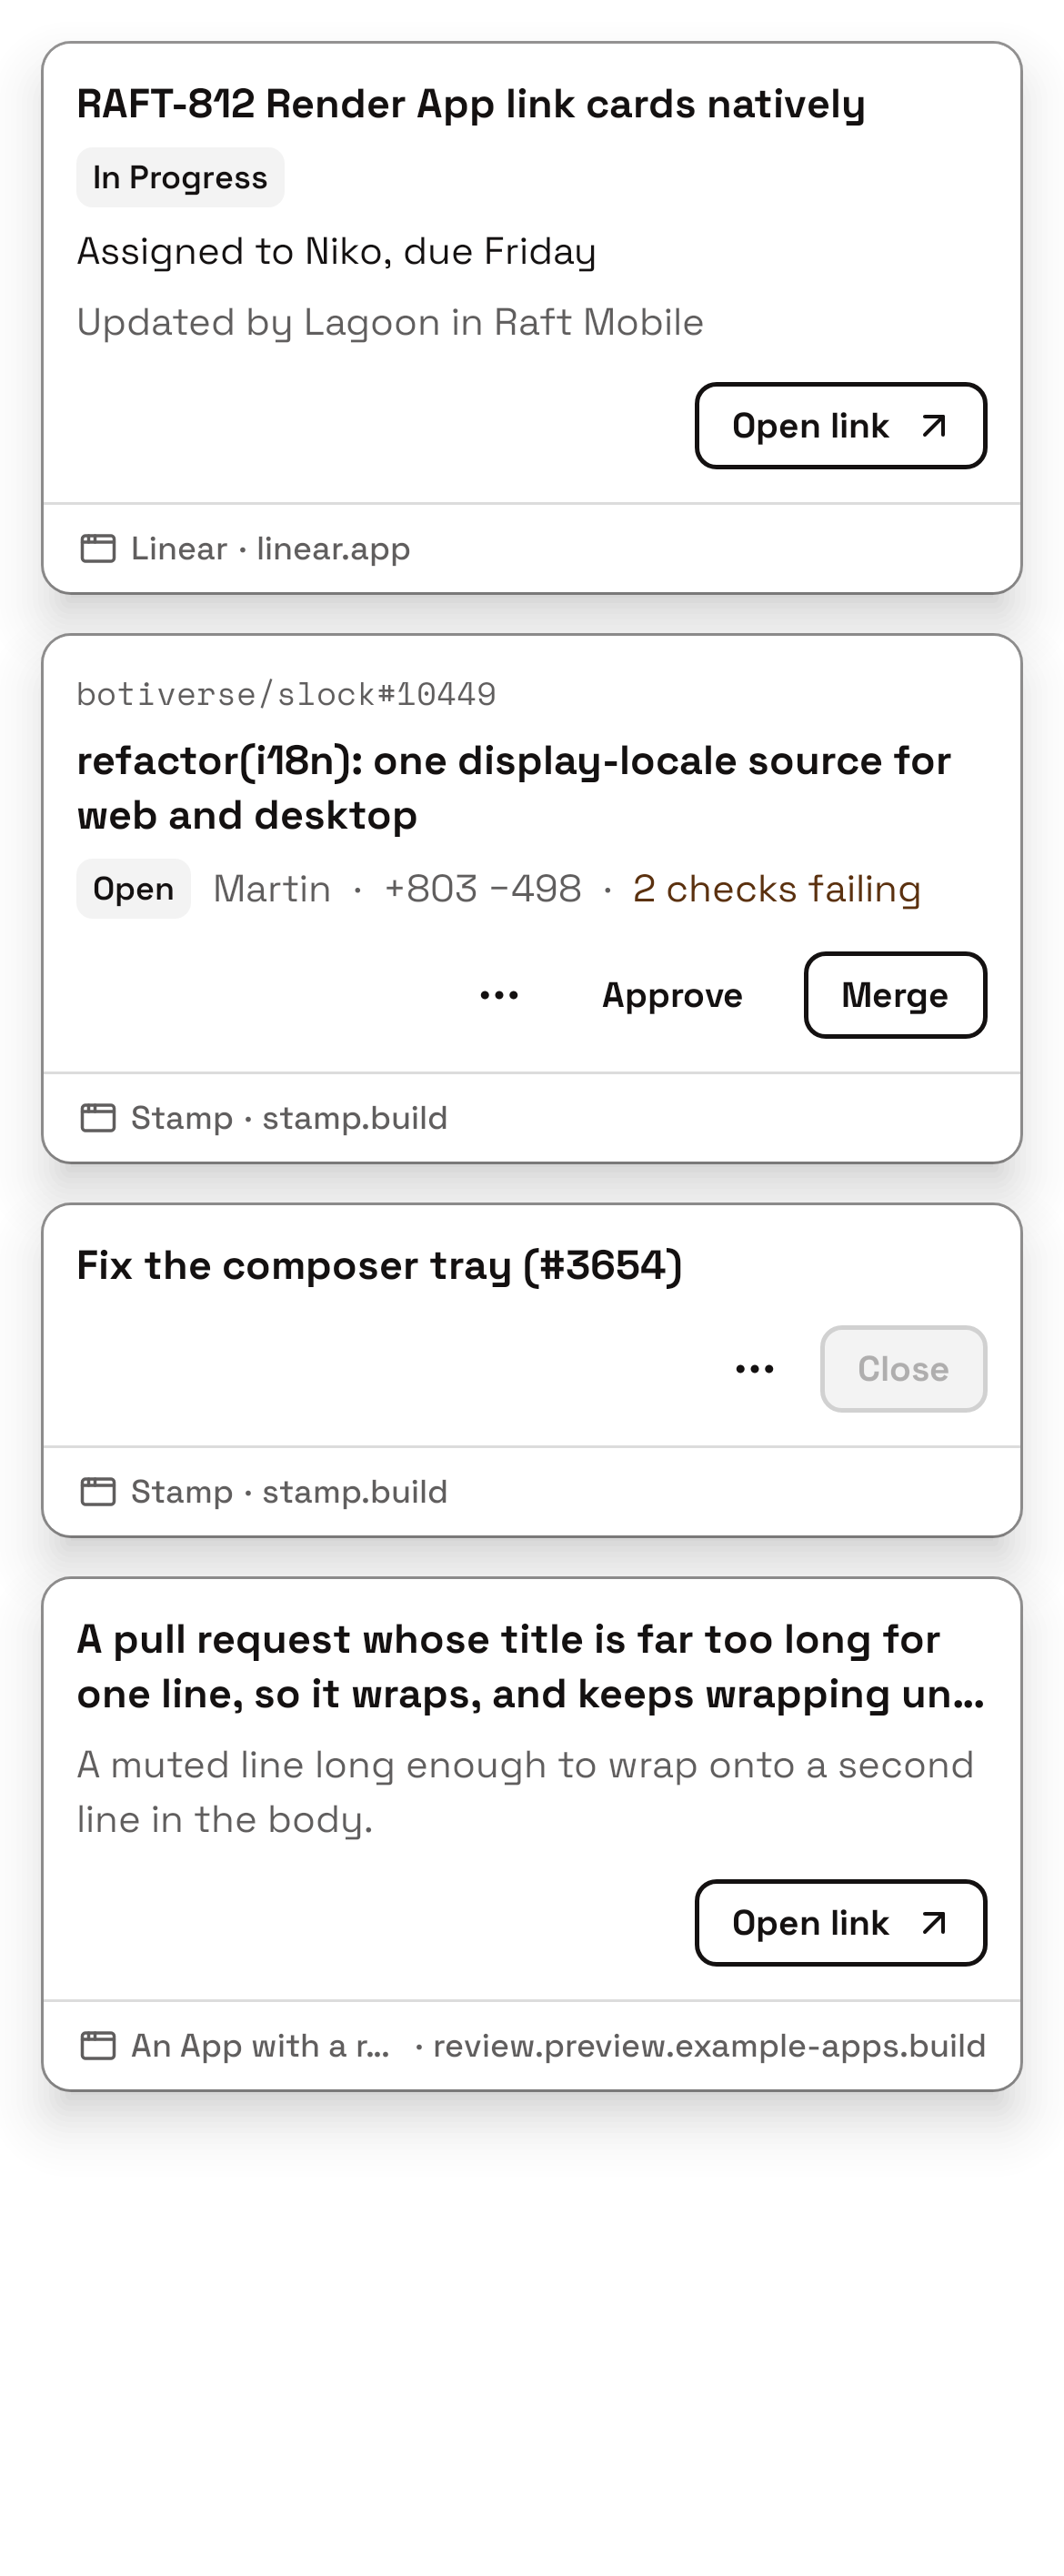 RAFT-812 Render App link cards natively
In Progress
Assigned to Niko, due Friday
Updated by Lagoon in Raft Mobile
Open link
Linear · linear.app
botiverse/slock#10449
refactor(i18n): one display-locale source for
web and desktop
Open Martin · +803 −498 · 2 checks failing
Approve Merge
Stamp · stamp.build
Fix the composer tray (#3654)
Close
Stamp · stamp.build
A pull request whose title is far too long for
one line, so it wraps, and keeps wrapping un…
A muted line long enough to wrap onto a second
line in the body.
Open link
An App with a r… · review.preview.example-apps.build